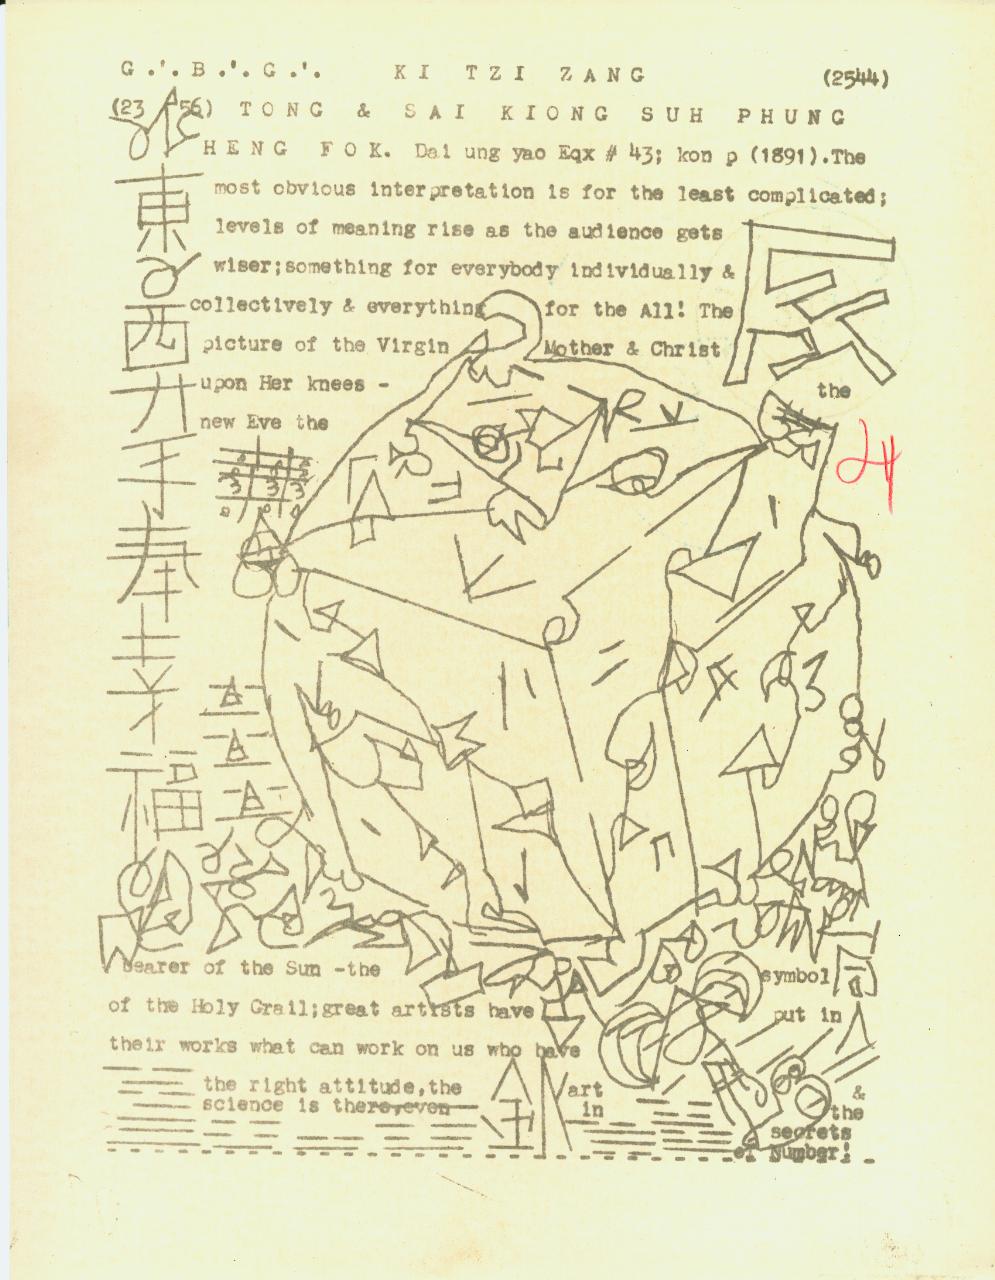 G.'.B.'.G.'. KI TZI ZANG (2544)
(23 56) TONG & SAI KIONG SUH PHUNG
HENG FOK. Dai ung yao Eqx # 43; kon p (1891).The
most obvious interpretation is for the least complicated;
levels of meaning rise as the audience gets
wiser;something for everybody individually &
collectively & everything for the All! The
picture of the Virgin Mother & Christ
upon Her knees - the
new Eve the
24
東
西
手
奉
幸
福
bearer of the Sun -the symbol
of the Holy Grail;great artists have put in
their works what can work on us who have
the right attitude,the art &
science is there,even in the
secrets
of Number!